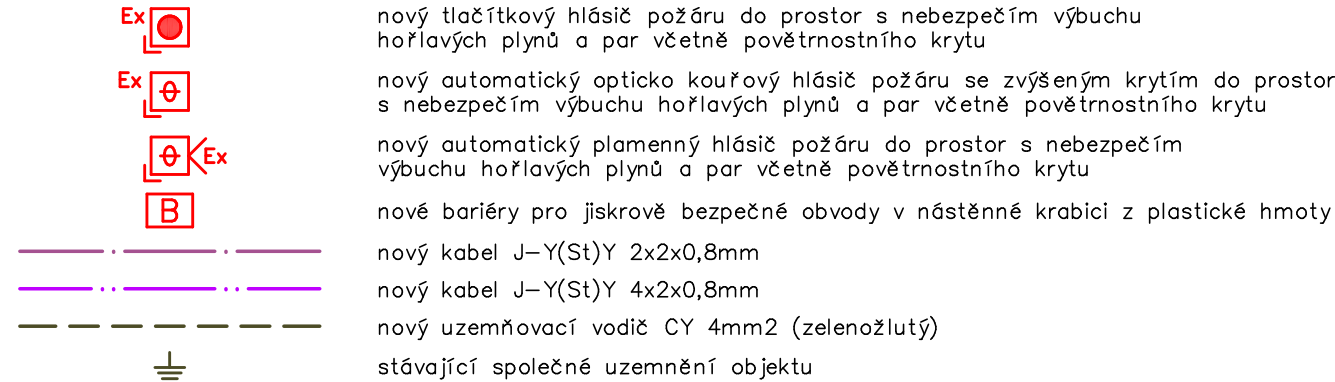 Ex nový tlačítkový hlásič požáru do prostor s nebezpečím výbuchu
hořlavých plynů a par včetně povětrnostního krytu
Ex nový automatický opticko kouřový hlásič požáru se zvýšeným krytím do prostor
s nebezpečím výbuchu hořlavých plynů a par včetně povětrnostního krytu
Ex nový automatický plamenný hlásič požáru do prostor s nebezpečím
výbuchu hořlavých plynů a par včetně povětrnostního krytu
B nové bariéry pro jiskrově bezpečné obvody v nástěnné krabici z plastické hmoty
nový kabel J-Y(St)Y 2x2x0,8mm
nový kabel J-Y(St)Y 4x2x0,8mm
nový uzemňovací vodič CY 4mm2 (zelenožlutý)
stávající společné uzemnění objektu